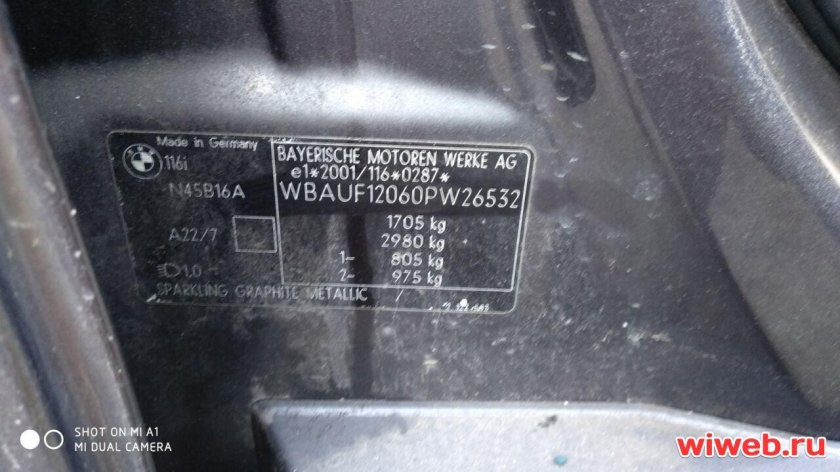 Made in Germany
116i
N45B16A
A22/7
1.0
BAYERISCHE MOTOREN WERKE AG
e1*2001/116*0287*
WBAUF12060PW26532
1705 kg
2980 kg
1- 805 kg
2- 975 kg
SPARKLING GRAPHITE METALLIC /
SHOT ON MI A1
MI DUAL CAMERA
wiweb.ru